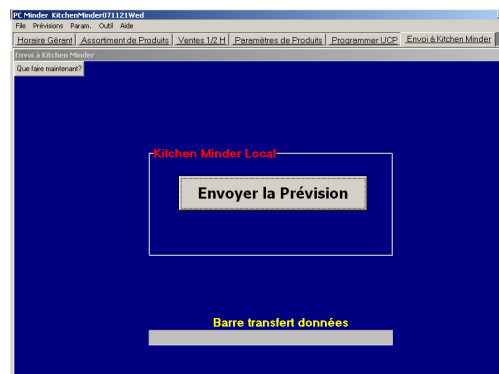 PC Minder KitchenMinder071121Wed
File Prévisions Param. Outil Aide
Horaire Gérant Assortiment de Produits Ventes 1/2 H Paramètres de Produits Programmer UCP Envoi à Kitchen Minder
Envoi à Kitchen Minder
Que faire maintenant?
Kitchen Minder Local
Envoyer la Prévision
Barre transfert données